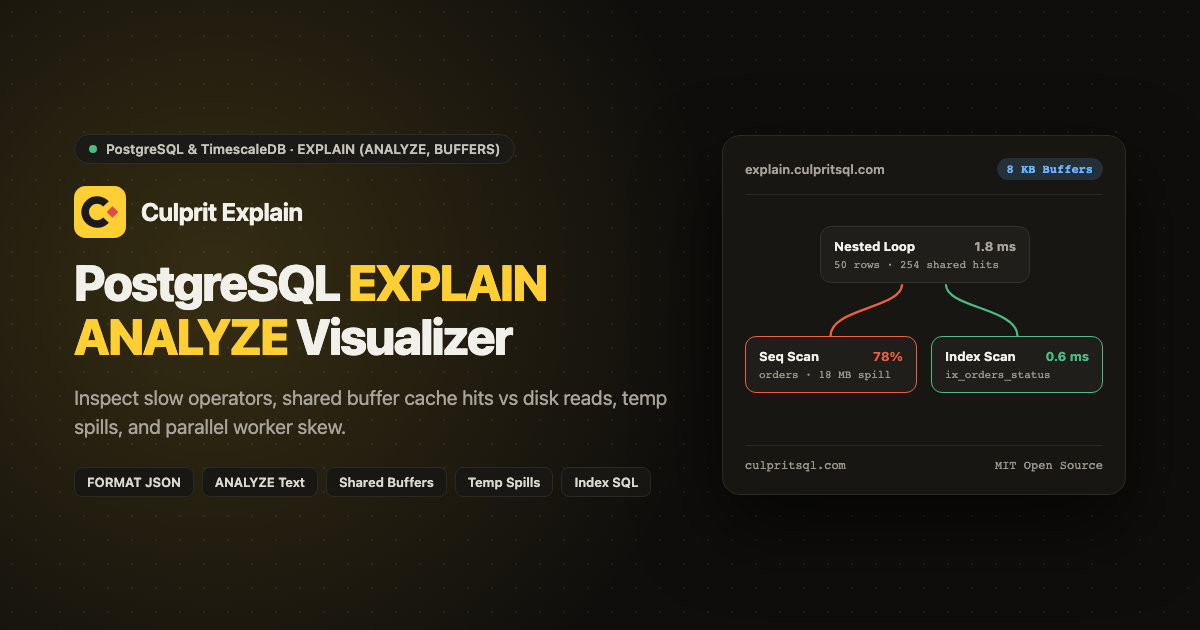 PostgreSQL & TimescaleDB · EXPLAIN (ANALYZE, BUFFERS)
Culprit Explain
PostgreSQL EXPLAIN
ANALYZE Visualizer
Inspect slow operators, shared buffer cache hits vs disk reads, temp
spills, and parallel worker skew.
FORMAT JSON
ANALYZE Text
Shared Buffers
Temp Spills
Index SQL
explain.culpritsql.com
8 KB Buffers
Nested Loop
1.8 ms
50 rows · 254 shared hits
Seq Scan
78%
orders · 18 MB spill
Index Scan
0.6 ms
ix_orders_status
culpritsql.com
MIT Open Source